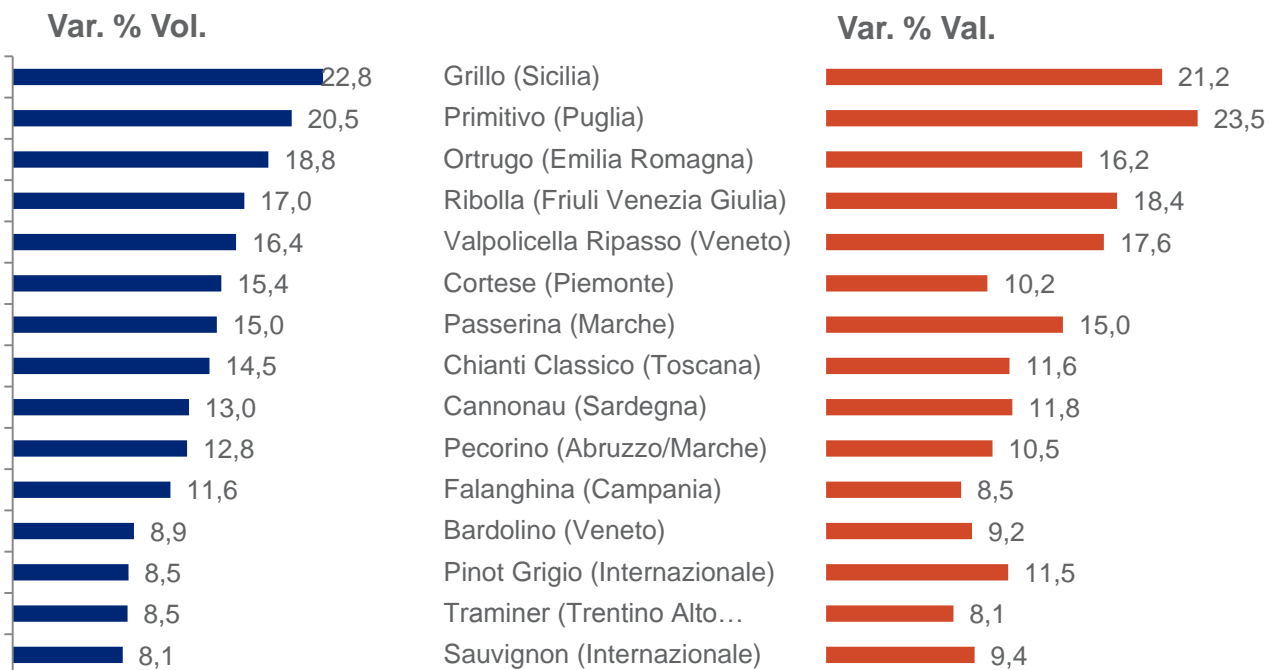 Var. % Vol. Var. % Val.
22,8 Grillo (Sicilia) 21,2
20,5 Primitivo (Puglia) 23,5
18,8 Ortrugo (Emilia Romagna) 16,2
17,0 Ribolla (Friuli Venezia Giulia) 18,4
16,4 Valpolicella Ripasso (Veneto) 17,6
15,4 Cortese (Piemonte) 10,2
15,0 Passerina (Marche) 15,0
14,5 Chianti Classico (Toscana) 11,6
13,0 Cannonau (Sardegna) 11,8
12,8 Pecorino (Abruzzo/Marche) 10,5
11,6 Falanghina (Campania) 8,5
8,9 Bardolino (Veneto) 9,2
8,5 Pinot Grigio (Internazionale) 11,5
8,5 Traminer (Trentino Alto… 8,1
8,1 Sauvignon (Internazionale) 9,4